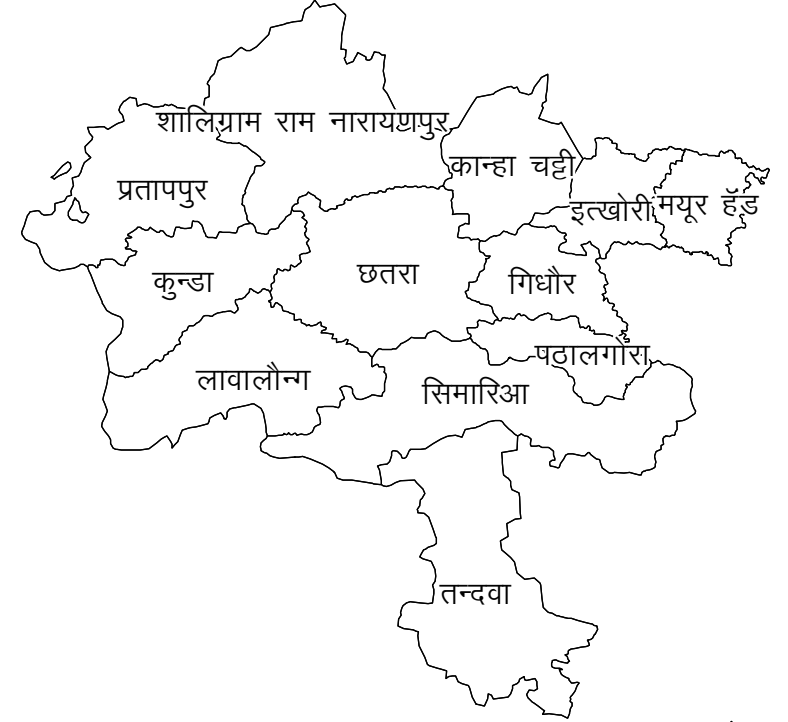 शालिग्राम राम नारायणपुर
कान्हा चट्टी
प्रतापपुर
इत्खोरी
मयूर हॅंड
कुन्डा
छतरा
गिधौर
पठालगोरा
लावालौन्ग
सिमारिआ
तन्दवा